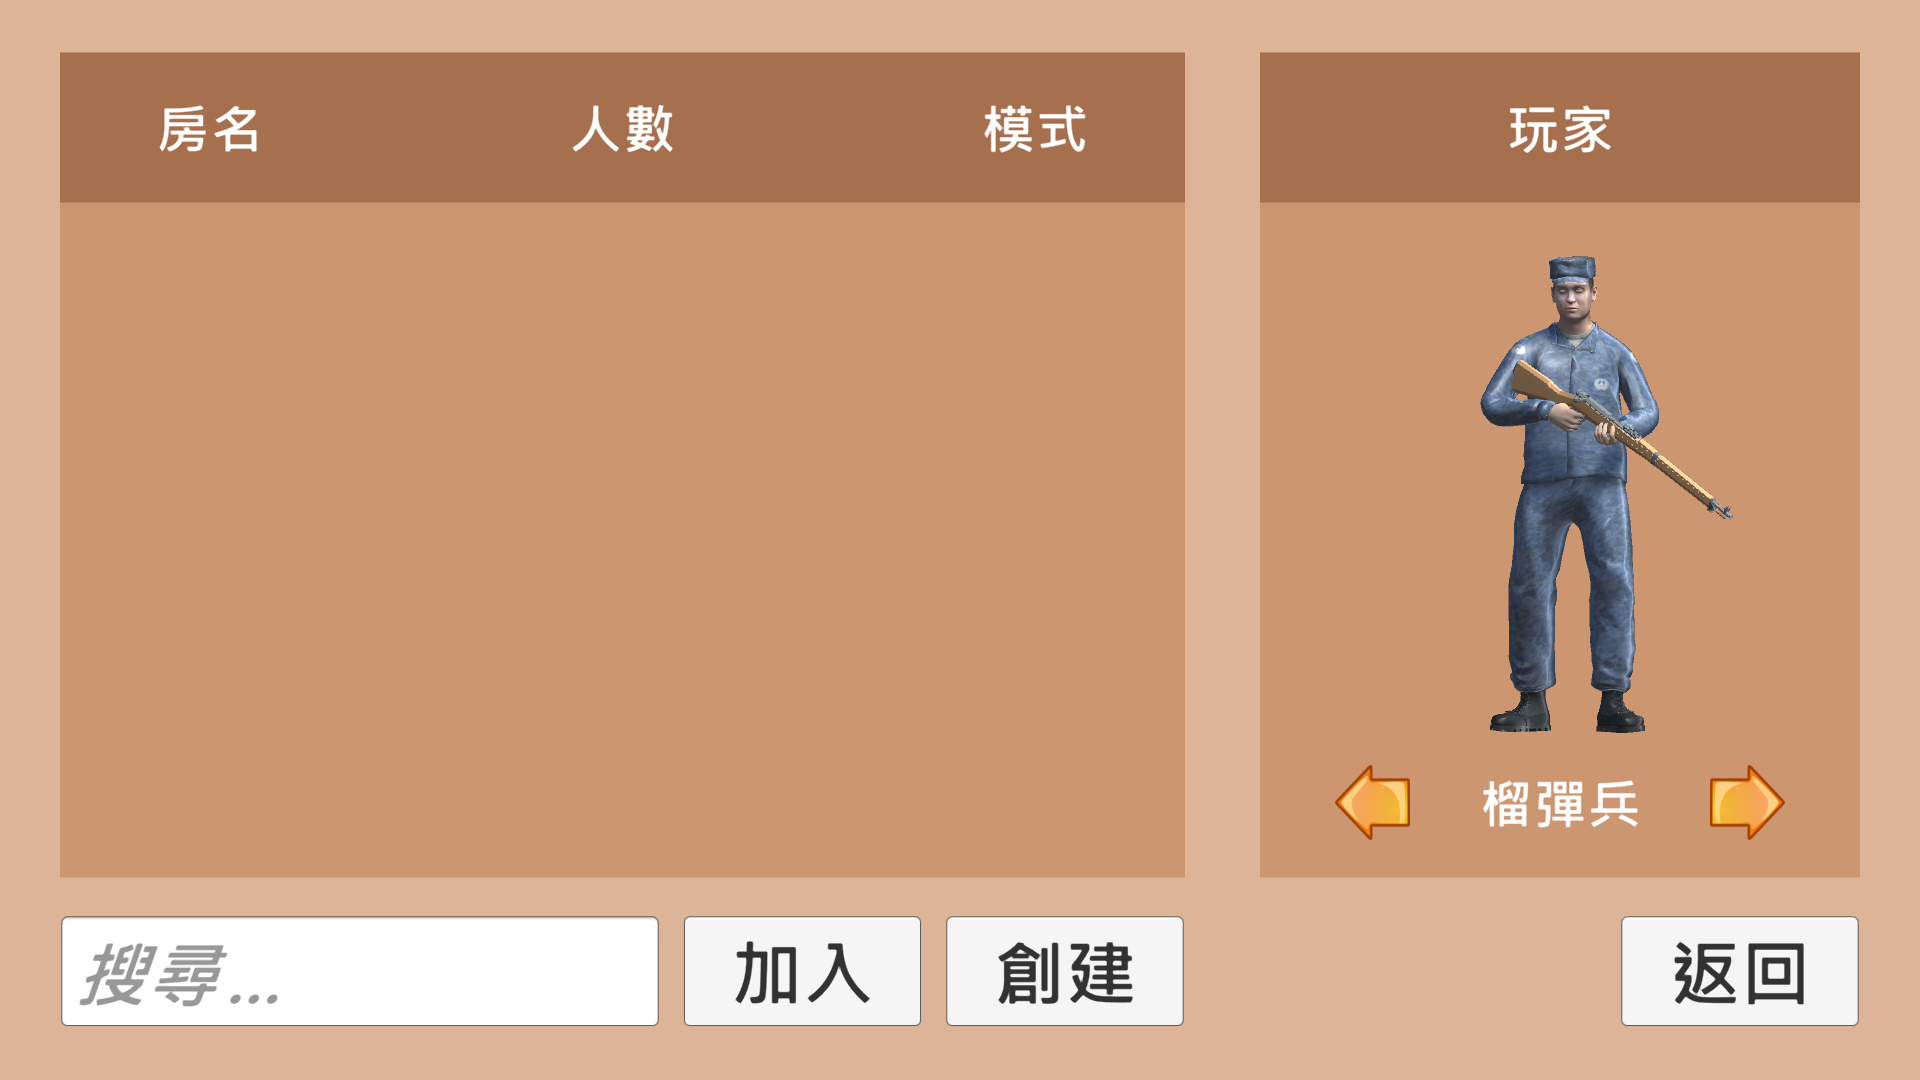 房名 人數 模式
玩家
榴彈兵
搜尋...
加入
創建
返回